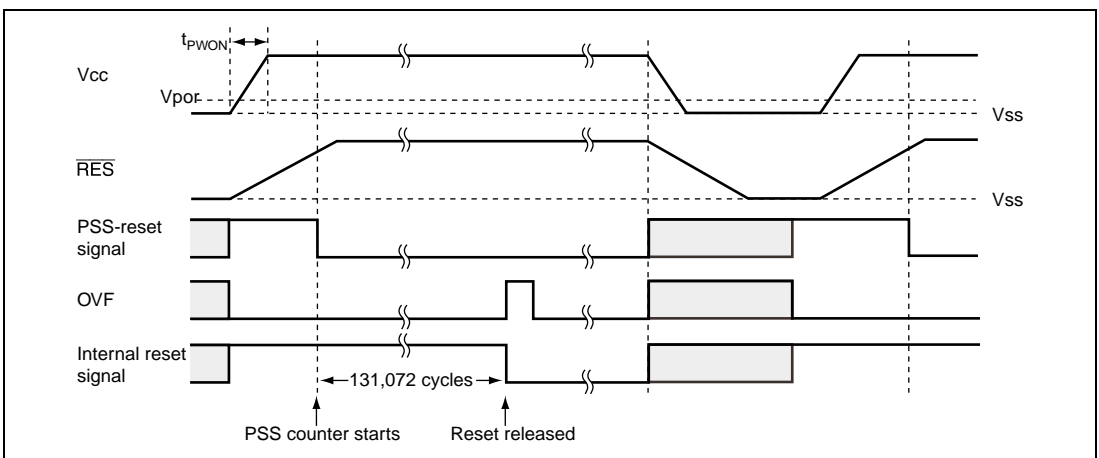 tPWON
Vcc
Vpor
Vss
RES
Vss
PSS-reset
signal
OVF
Internal reset
signal
131,072 cycles
PSS counter starts
Reset released